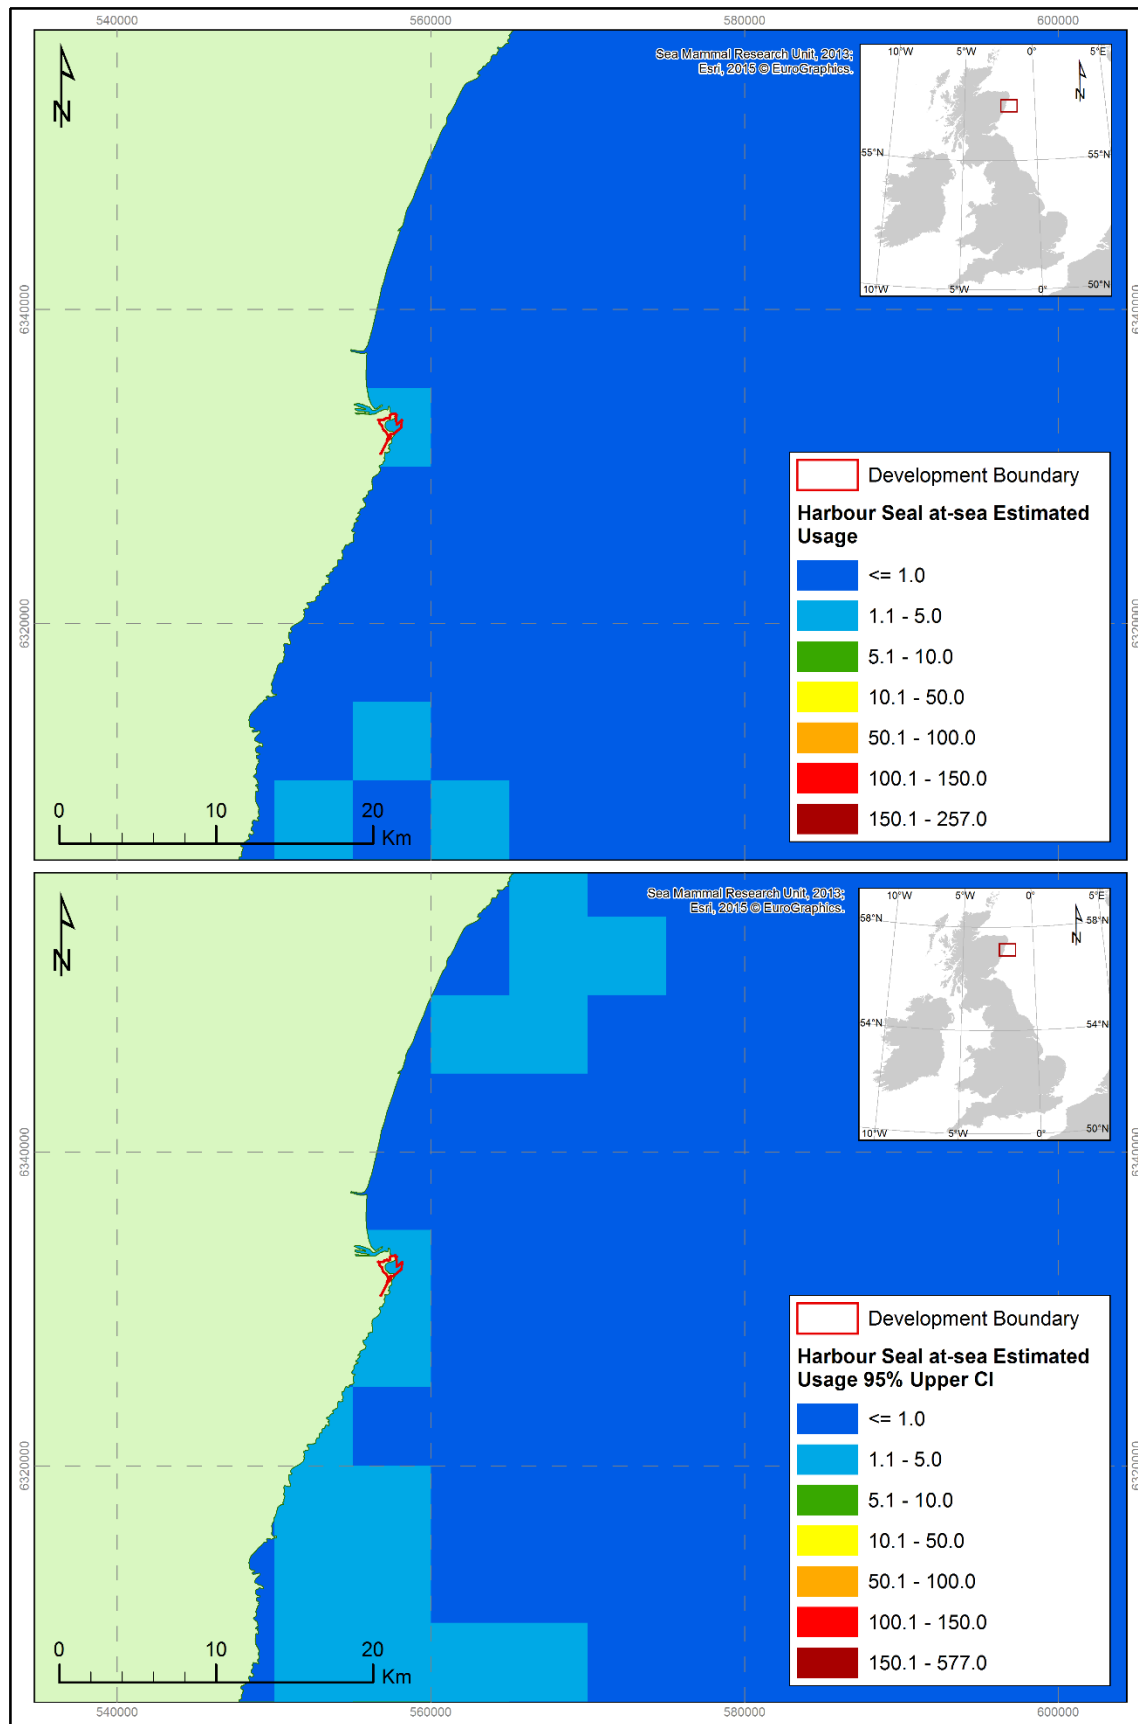 540000
560000
580000
600000
Sea Mammal Research Unit, 2013;
Esri, 2015 © EuroGraphics.
N
10°W
5°W
0°
5°E
N
55°N
55°N
10°W
5°W
0°
50°N
6340000
6340000
6320000
6320000
Development Boundary
Harbour Seal at-sea Estimated
Usage
<= 1.0
1.1 - 5.0
5.1 - 10.0
10.1 - 50.0
50.1 - 100.0
100.1 - 150.0
150.1 - 257.0
0
10
20
Km
Sea Mammal Research Unit, 2013;
Esri, 2015 © EuroGraphics.
N
10°W
5°W
0°
5°E
N
58°N
58°N
54°N
54°N
10°W
5°W
0°
50°N
6340000
6340000
6320000
6320000
Development Boundary
Harbour Seal at-sea Estimated
Usage 95% Upper CI
<= 1.0
1.1 - 5.0
5.1 - 10.0
10.1 - 50.0
50.1 - 100.0
100.1 - 150.0
150.1 - 577.0
0
10
20
Km
540000
560000
580000
600000